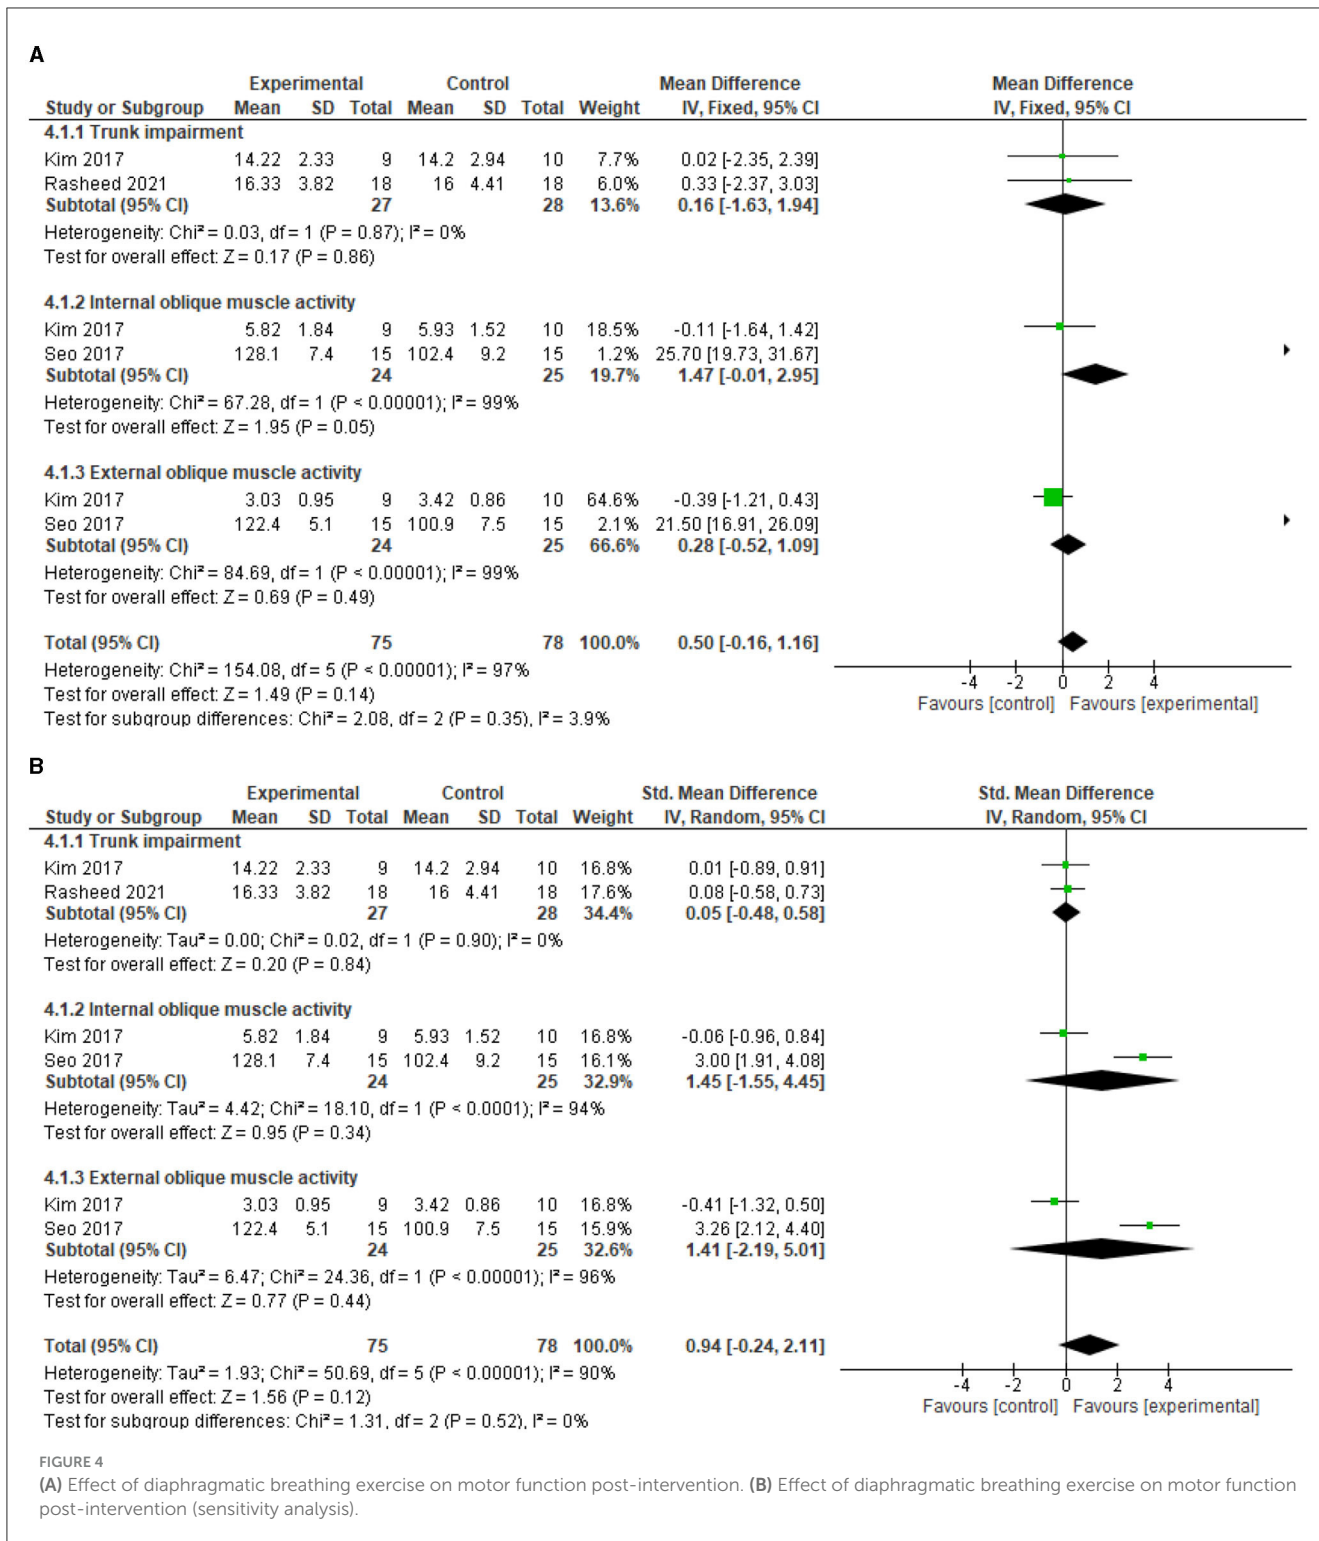 A
Experimental Control Mean Difference Mean Difference
Study or Subgroup Mean SD Total Mean SD Total Weight IV, Fixed, 95% CI IV, Fixed, 95% CI
4.1.1 Trunk impairment
Kim 2017 14.22 2.33 9 14.2 2.94 10 7.7% 0.02 [-2.35, 2.39]
Rasheed 2021 16.33 3.82 18 16 4.41 18 6.0% 0.33 [-2.37, 3.03]
Subtotal (95% CI) 27 28 13.6% 0.16 [-1.63, 1.94]
Heterogeneity: Chi² = 0.03, df = 1 (P = 0.87); I² = 0%
Test for overall effect: Z = 0.17 (P = 0.86)
4.1.2 Internal oblique muscle activity
Kim 2017 5.82 1.84 9 5.93 1.52 10 18.5% -0.11 [-1.64, 1.42]
Seo 2017 128.1 7.4 15 102.4 9.2 15 1.2% 25.70 [19.73, 31.67]
Subtotal (95% CI) 24 25 19.7% 1.47 [-0.01, 2.95]
Heterogeneity: Chi² = 67.28, df = 1 (P < 0.00001); I² = 99%
Test for overall effect: Z = 1.95 (P = 0.05)
4.1.3 External oblique muscle activity
Kim 2017 3.03 0.95 9 3.42 0.86 10 64.6% -0.39 [-1.21, 0.43]
Seo 2017 122.4 5.1 15 100.9 7.5 15 2.1% 21.50 [16.91, 26.09]
Subtotal (95% CI) 24 25 66.6% 0.28 [-0.52, 1.09]
Heterogeneity: Chi² = 84.69, df = 1 (P < 0.00001); I² = 99%
Test for overall effect: Z = 0.69 (P = 0.49)
Total (95% CI) 75 78 100.0% 0.50 [-0.16, 1.16]
Heterogeneity: Chi² = 154.08, df = 5 (P < 0.00001); I² = 97%
Test for overall effect: Z = 1.49 (P = 0.14)
Test for subgroup differences: Chi² = 2.08, df = 2 (P = 0.35), I² = 3.9%
-4 -2 0 2 4
Favours [control] Favours [experimental]
B
Experimental Control Std. Mean Difference Std. Mean Difference
Study or Subgroup Mean SD Total Mean SD Total Weight IV, Random, 95% CI IV, Random, 95% CI
4.1.1 Trunk impairment
Kim 2017 14.22 2.33 9 14.2 2.94 10 16.8% 0.01 [-0.89, 0.91]
Rasheed 2021 16.33 3.82 18 16 4.41 18 17.6% 0.08 [-0.58, 0.73]
Subtotal (95% CI) 27 28 34.4% 0.05 [-0.48, 0.58]
Heterogeneity: Tau² = 0.00; Chi² = 0.02, df = 1 (P = 0.90); I² = 0%
Test for overall effect: Z = 0.20 (P = 0.84)
4.1.2 Internal oblique muscle activity
Kim 2017 5.82 1.84 9 5.93 1.52 10 16.8% -0.06 [-0.96, 0.84]
Seo 2017 128.1 7.4 15 102.4 9.2 15 16.1% 3.00 [1.91, 4.08]
Subtotal (95% CI) 24 25 32.9% 1.45 [-1.55, 4.45]
Heterogeneity: Tau² = 4.42; Chi² = 18.10, df = 1 (P < 0.0001); I² = 94%
Test for overall effect: Z = 0.95 (P = 0.34)
4.1.3 External oblique muscle activity
Kim 2017 3.03 0.95 9 3.42 0.86 10 16.8% -0.41 [-1.32, 0.50]
Seo 2017 122.4 5.1 15 100.9 7.5 15 15.9% 3.26 [2.12, 4.40]
Subtotal (95% CI) 24 25 32.6% 1.41 [-2.19, 5.01]
Heterogeneity: Tau² = 6.47; Chi² = 24.36, df = 1 (P < 0.00001); I² = 96%
Test for overall effect: Z = 0.77 (P = 0.44)
Total (95% CI) 75 78 100.0% 0.94 [-0.24, 2.11]
Heterogeneity: Tau² = 1.93; Chi² = 50.69, df = 5 (P < 0.00001); I² = 90%
Test for overall effect: Z = 1.56 (P = 0.12)
Test for subgroup differences: Chi² = 1.31, df = 2 (P = 0.52), I² = 0%
-4 -2 0 2 4
Favours [control] Favours [experimental]
FIGURE 4
(A) Effect of diaphragmatic breathing exercise on motor function post-intervention. (B) Effect of diaphragmatic breathing exercise on motor function
post-intervention (sensitivity analysis).